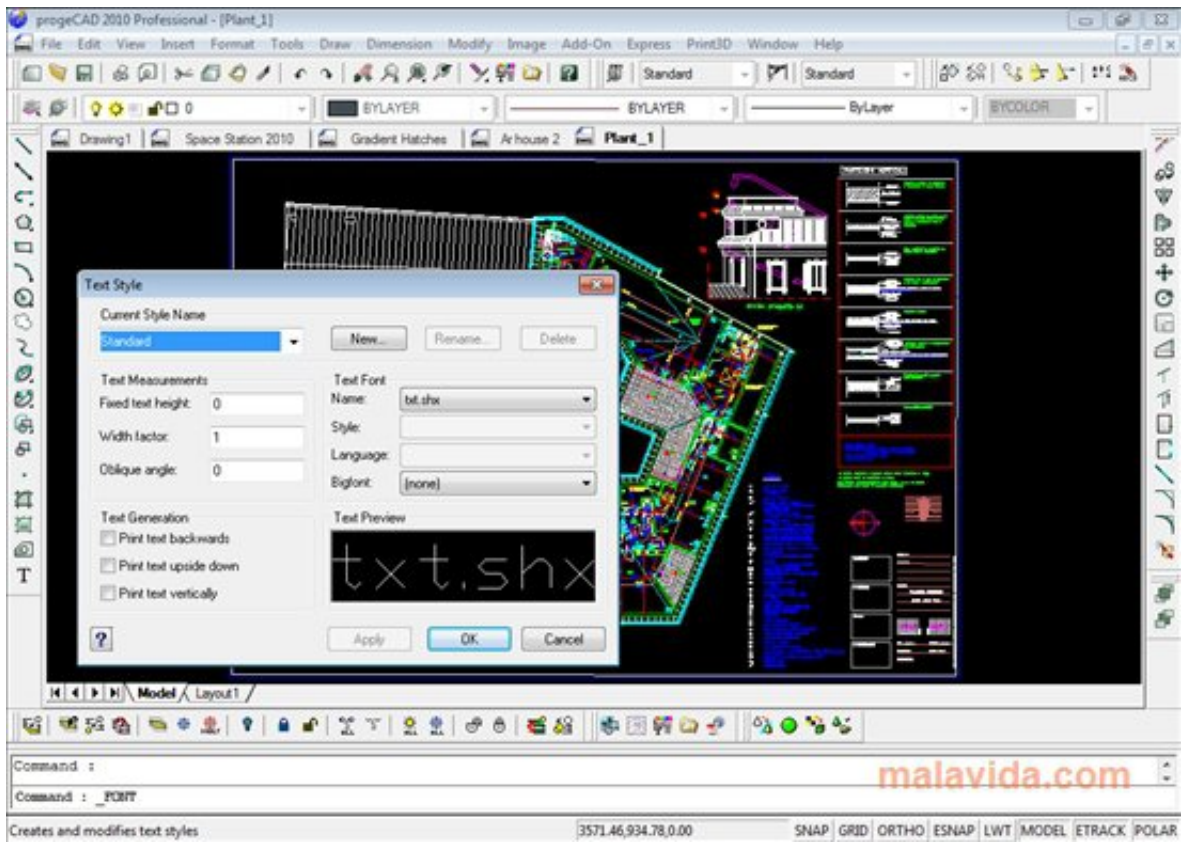 progeCAD 2010 Professional - [Plant_1]
File Edit View Insert Format Tools Draw Dimension Modify Image Add-On Express Print3D Window Help
Standard Standard
0 BYLAYER BYLAYER ByLayer BYCOLOR
Drawing1 Space Station 2010 Gradient Hatches Arhouse 2 Plant_1
Text Style
Current Style Name
Standard New... Rename... Delete
Text Measurements Text Font
Fixed text height: 0 Name: txt.shx
Style:
Width factor: 1
Language:
Oblique angle: 0
Bigfont: (none)
Text Generation Text Preview
Print text backwards
txt.shx
Print text upside down
Print text vertically
? Apply OK Cancel
Model Layout1
Command :
malavida.com
Command : _FONT
Creates and modifies text styles 3571.46,934.78,0.00 SNAP GRID ORTHO ESNAP LWT MODEL ETRACK POLAR